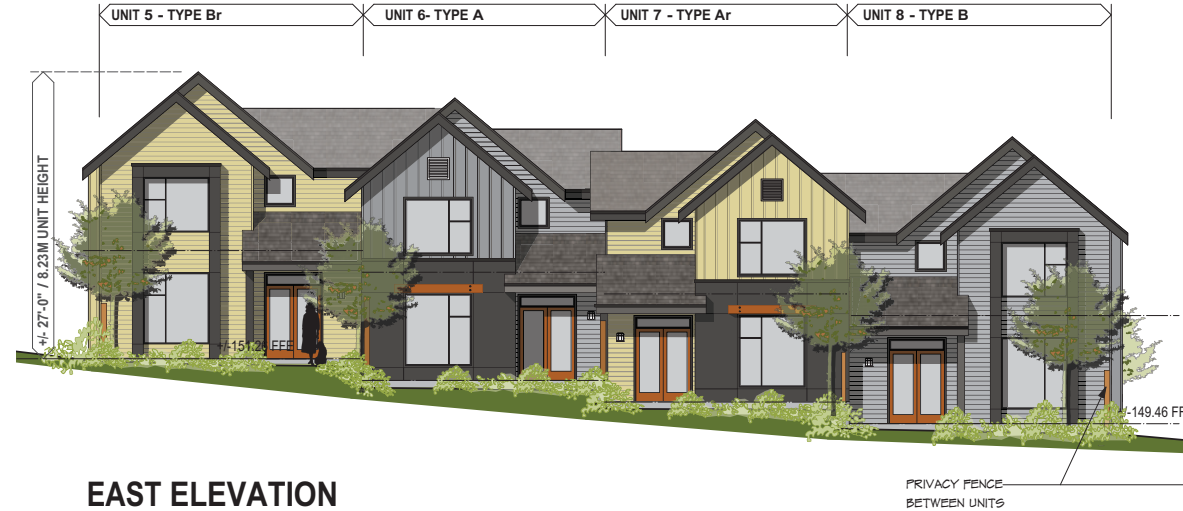 UNIT 5 - TYPE Br
UNIT 6- TYPE A
UNIT 7 - TYPE Ar
UNIT 8 - TYPE B
+/- 27'-0" / 8.23M UNIT HEIGHT
+/-151.26 FFE
-149.46 FF
EAST ELEVATION
PRIVACY FENCE
BETWEEN UNITS